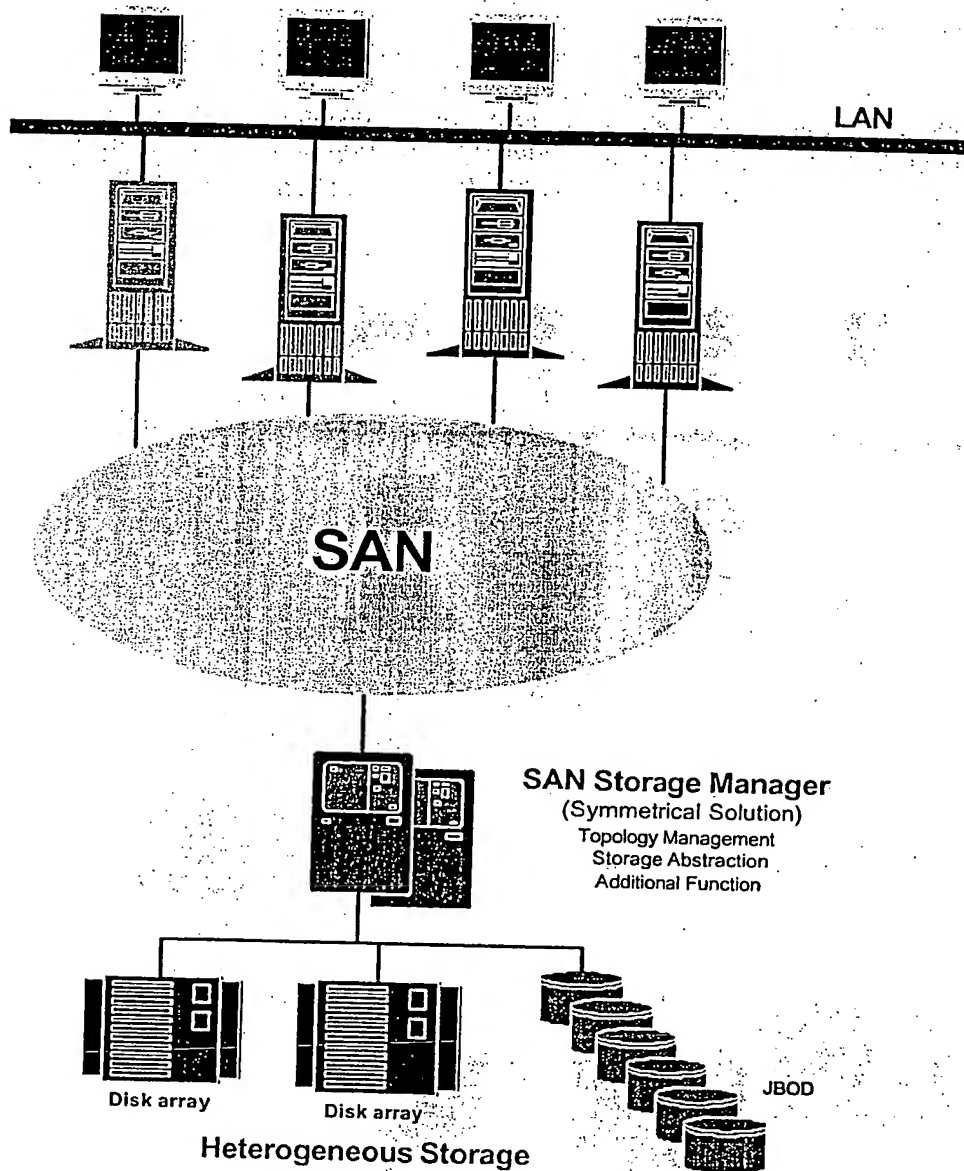 LAN
SAN
SAN Storage Manager
(Symmetrical Solution)
Topology Management
Storage Abstraction
Additional Function
Disk array
Disk array
JBOD
Heterogeneous Storage